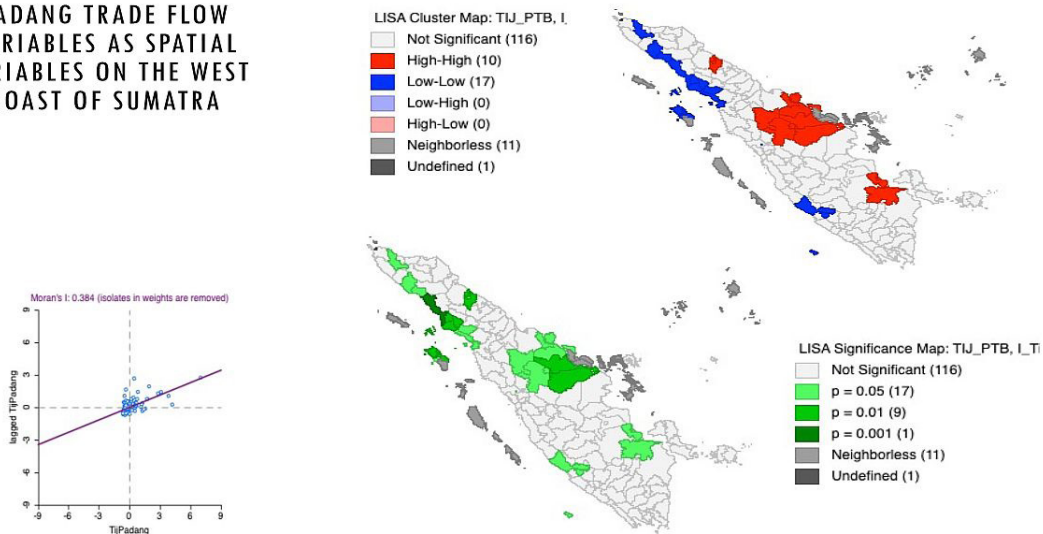 ADANG TRADE FLOW
RIABLES AS SPATIAL
RIABLES ON THE WEST
OAST OF SUMATRA
LISA Cluster Map: TIJ_PTB, I_
Not Significant (116)
High-High (10)
Low-Low (17)
Low-High (0)
High-Low (0)
Neighborless (11)
Undefined (1)
Moran's I: 0.384 (isolates in weights are removed)
lagged TijPadang
9
6
3
0
-3
-6
-9
-9 -6 -3 0 3 6 9
TijPadang
LISA Significance Map: TIJ_PTB, I_Ti
Not Significant (116)
p = 0.05 (17)
p = 0.01 (9)
p = 0.001 (1)
Neighborless (11)
Undefined (1)